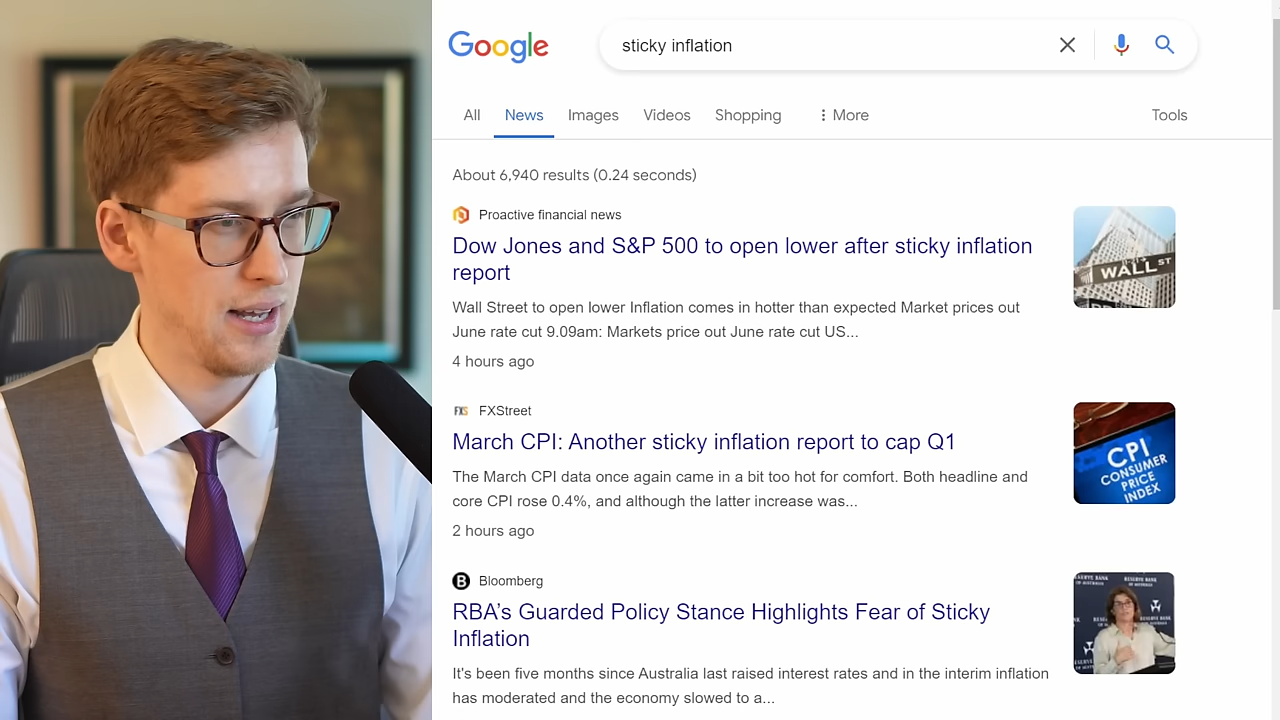 Google
sticky inflation
All News Images Videos Shopping More Tools
About 6,940 results (0.24 seconds)
Proactive financial news
Dow Jones and S&P 500 to open lower after sticky inflation
report
Wall Street to open lower Inflation comes in hotter than expected Market prices out
June rate cut 9.09am: Markets price out June rate cut US...
4 hours ago
WALL ST
FXS FXStreet
March CPI: Another sticky inflation report to cap Q1
The March CPI data once again came in a bit too hot for comfort. Both headline and
core CPI rose 0.4%, and although the latter increase was...
2 hours ago
CPI
CONSUMER
PRICE
INDEX
B Bloomberg
RBA’s Guarded Policy Stance Highlights Fear of Sticky
Inflation
It's been five months since Australia last raised interest rates and in the interim inflation
has moderated and the economy slowed to a...